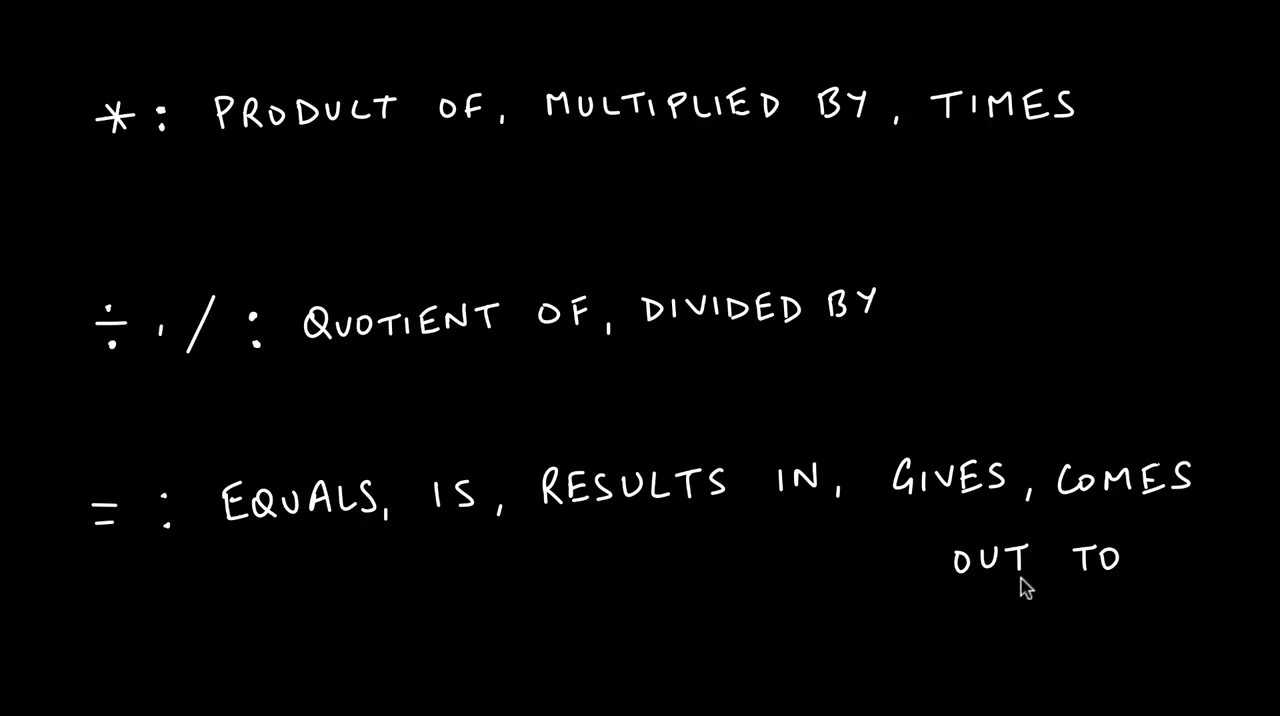 *: PRODUCT OF, MULTIPLIED BY, TIMES
÷, / : QUOTIENT OF, DIVIDED BY
= : EQUALS, IS, RESULTS IN, GIVES, COMES
OUT TO